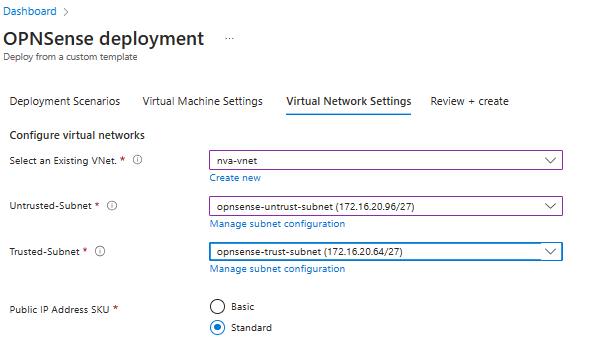 Dashboard >
OPNSense deployment ...
Deploy from a custom template
Deployment Scenarios Virtual Machine Settings Virtual Network Settings Review + create
Configure virtual networks
Select an Existing VNet. * nva-vnet
Create new
Untrusted-Subnet * opnsense-untrust-subnet (172.16.20.96/27)
Manage subnet configuration
Trusted-Subnet * opnsense-trust-subnet (172.16.20.64/27)
Manage subnet configuration
Public IP Address SKU * Basic
Standard